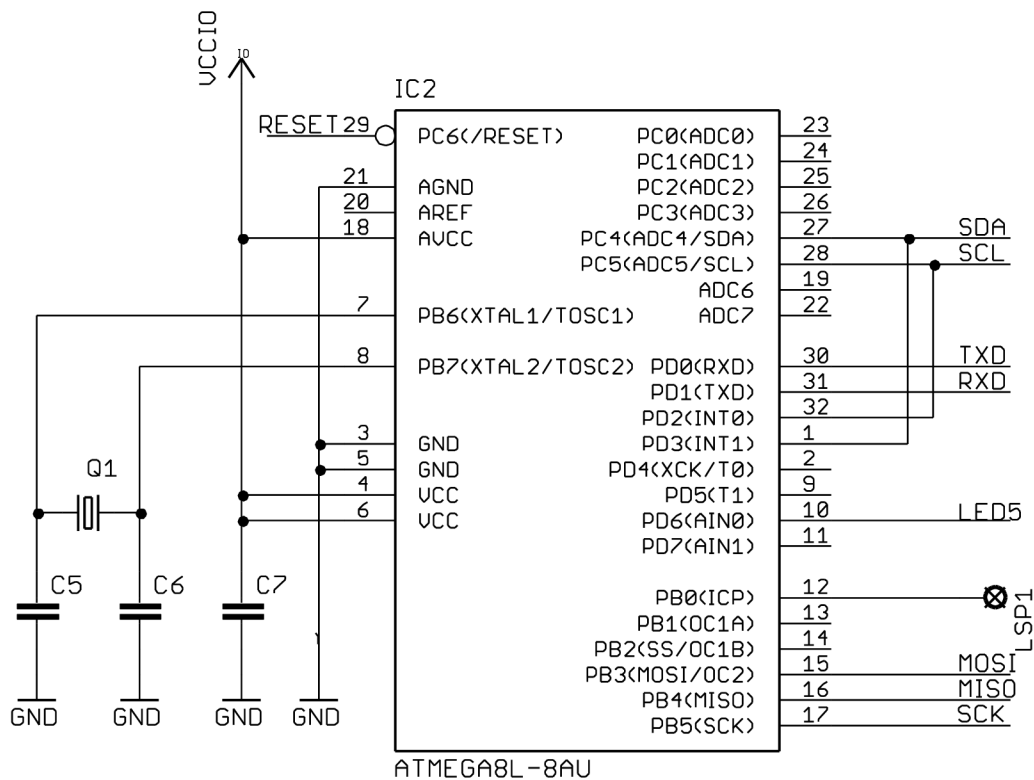 VCCIO
IO
IC2
RESET 29 PC6(/RESET) PC0(ADC0) 23
PC1(ADC1) 24
21 AGND PC2(ADC2) 25
20 AREF PC3(ADC3) 26
18 AVCC PC4(ADC4/SDA) 27 SDA
PC5(ADC5/SCL) 28 SCL
ADC6 19
7 PB6(XTAL1/TOSC1) ADC7 22
8 PB7(XTAL2/TOSC2) PD0(RXD) 30 TXD
PD1(TXD) 31 RXD
PD2(INT0) 32
3 GND PD3(INT1) 1
Q1 5 GND PD4(XCK/T0) 2
4 VCC PD5(T1) 9
6 VCC PD6(AIN0) 10 LED5
PD7(AIN1) 11
C5 C6 C7 PB0(ICP) 12
LSP1
PB1(OC1A) 13
PB2(SS/OC1B) 14
PB3(MOSI/OC2) 15 MOSI
PB4(MISO) 16 MISO
GND GND GND GND PB5(SCK) 17 SCK
ATMEGA8L-8AU